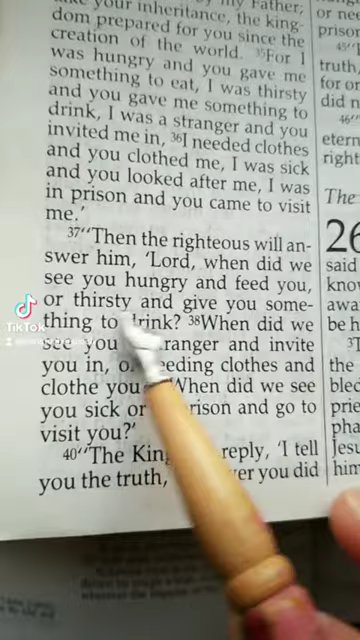 your inheritance, the king-
dom prepared for you since the
creation of the world. 35For I
was hungry and you gave me
something to eat, I was thirsty
and you gave me something to
drink, I was a stranger and you
invited me in, 36I needed clothes
and you clothed me, I was sick
and you looked after me, I was
in prison and you came to visit
me.'
37"Then the righteous will an-
swer him, 'Lord, when did we
see you hungry and feed you,
or thirsty and give you some-
thing to drink? 38When did we
see you stranger and invite
you in, or needing clothes and
clothe you When did we see
you sick or prison and go to
visit you?'
40"The King reply, 'I tell
you the truth, you did
or nee
prison
truth,
for or
did n
46"
etern
right
The
26
said
know
awa
be h
the
bled
prie
pha
Jesu
him
TikTok